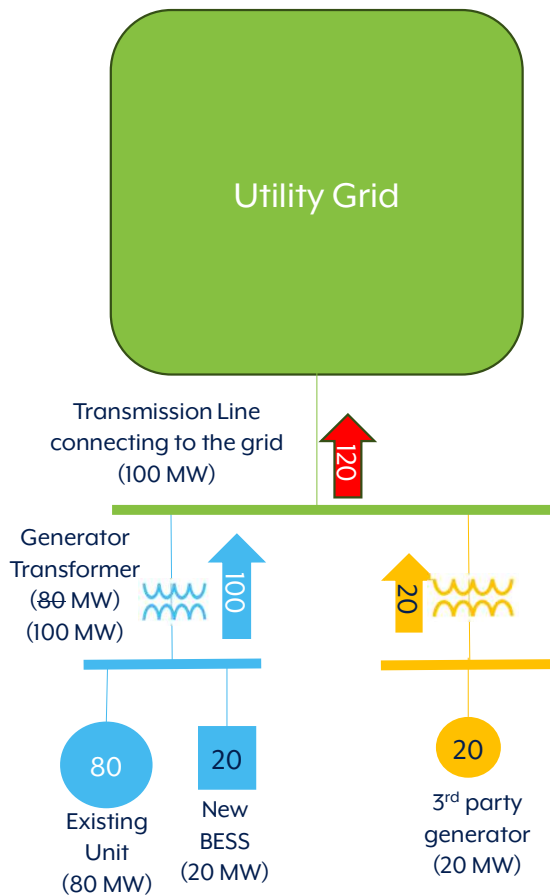 Utility Grid
Transmission Line
connecting to the grid
(100 MW)
120
Generator
Transformer
(80 MW)
(100 MW)
100
20
80
20
20
Existing
Unit
(80 MW)
New
BESS
(20 MW)
3rd party
generator
(20 MW)